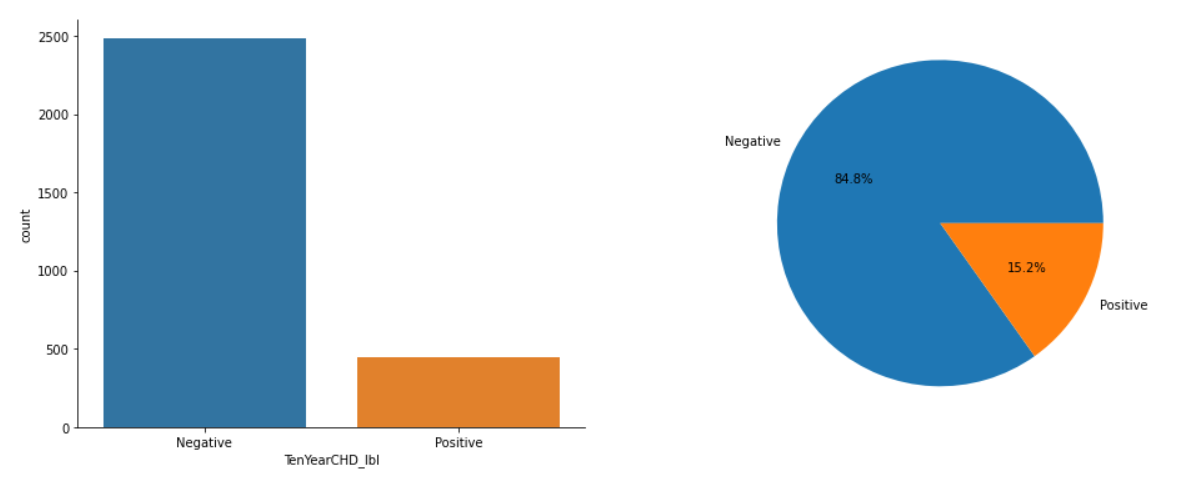 2500
2000
1500
1000
500
0
count
Negative
Positive
TenYearCHD_lbl
Negative
84.8%
15.2%
Positive